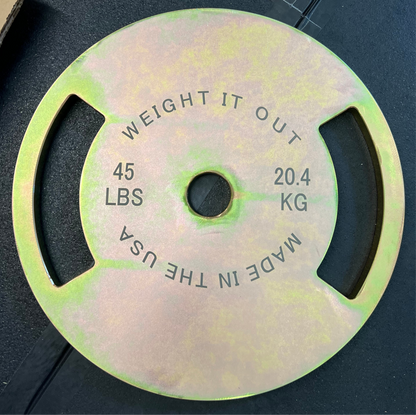 WEIGHT IT OUT
45
LBS
20.4
KG
MADE IN THE USA